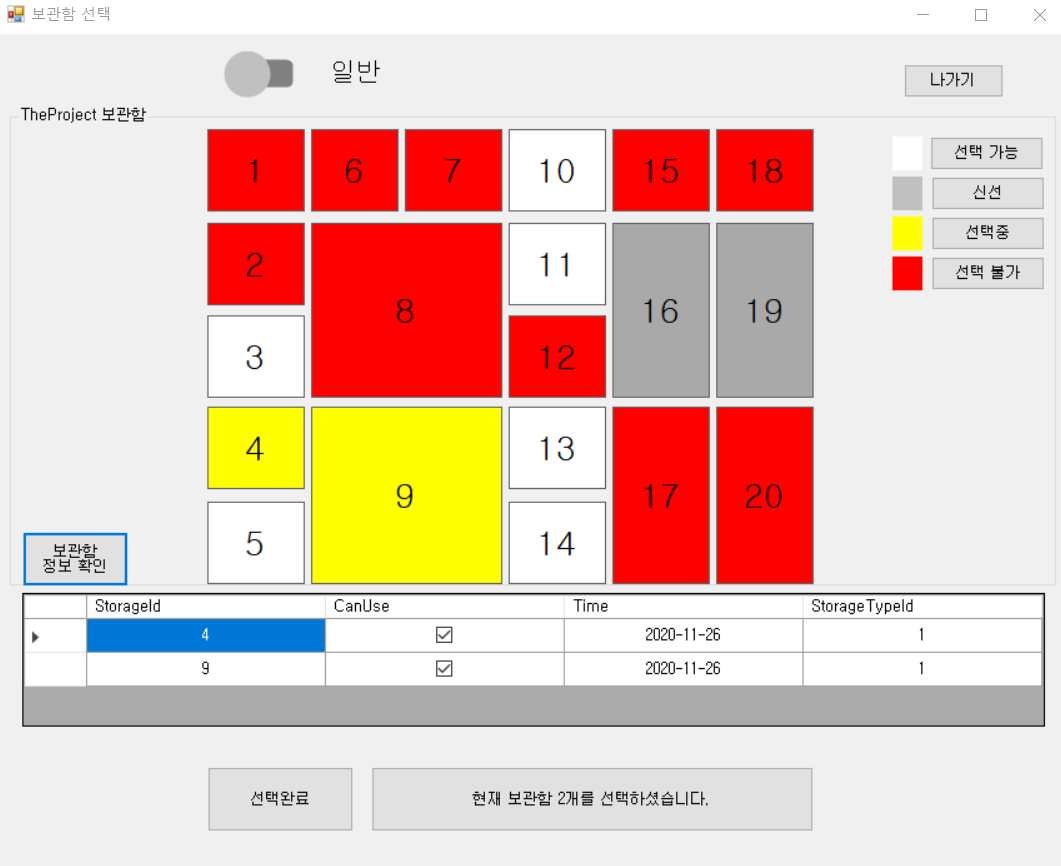 보관함 선택
일반
나가기
TheProject 보관함
1 6 7 10 15 18
선택 가능
신선
선택중
선택 불가
2 8 11 16 19
3 12
4 9 13 17 20
5 14
보관함
정보 확인
StorageId CanUse Time StorageTypeId
4 2020-11-26 1
9 2020-11-26 1
선택완료
현재 보관함 2개를 선택하셨습니다.